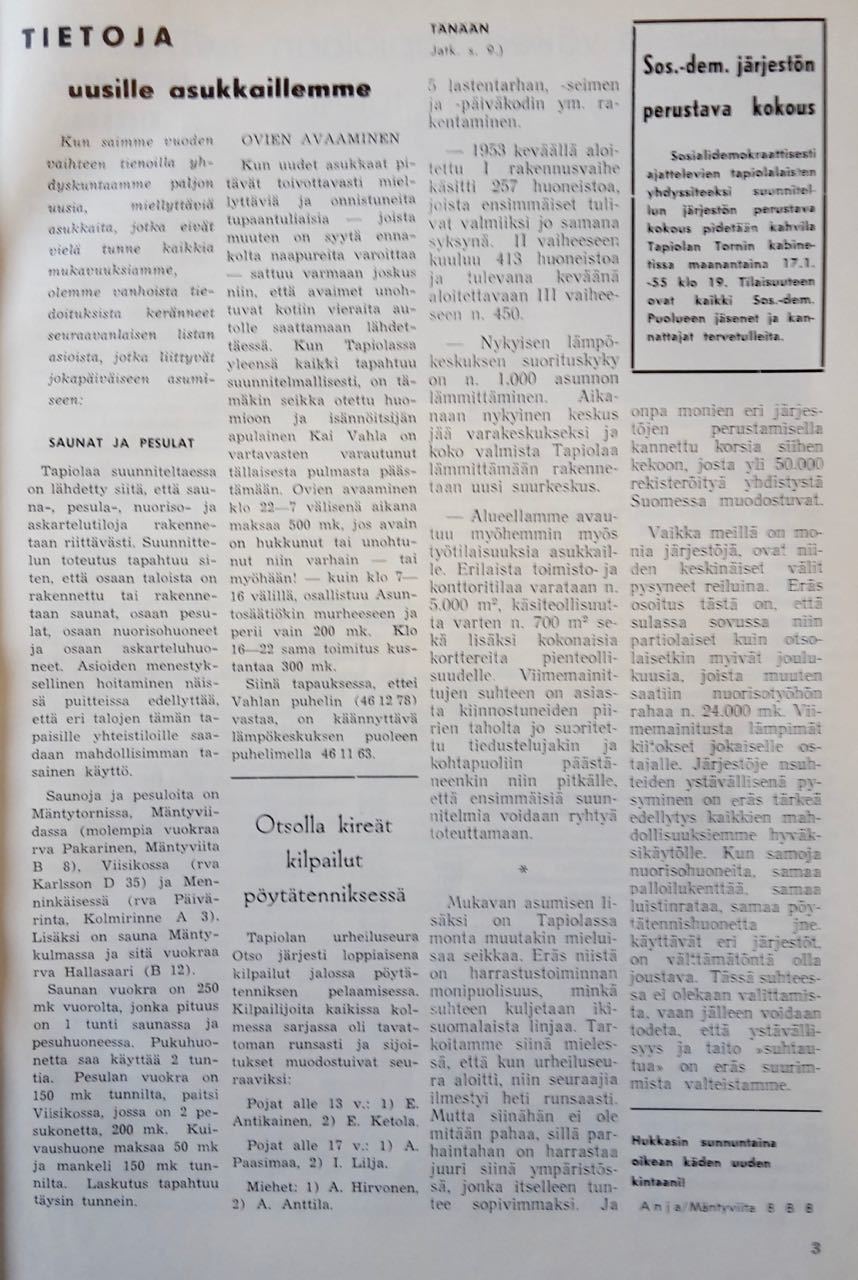 TIETOJA
uusille asukkaillemme
Kun saimme vuoden
vaihteen tienoilla yh-
dyskuntaamme paljon
uusia, miellyttäviä
asukkaita, jotka eivät
vielä tunne kaikkia
mukavuuksiamme,
olemme vanhoista tie-
doituksista keränneet
seuraavanlaisen listan
asioista, jotka liittyvät
jokapäiväiseen asumi-
seen:
SAUNAT JA PESULAT
Tapiolaa suunniteltaessa
on lähdetty siitä, että sau-
na-, pesula-, nuoriso- ja
askartelutiloja rakenne-
taan riittävästi. Suunnitte-
lun toteutus tapahtuu si-
ten, että osaan taloista on
rakennettu tai rakenne-
taan saunat, osaan pesu-
lat, osaan nuorisohuoneet
ja osaan askarteluhuo-
neet. Asioiden menestyk-
sellinen hoitaminen näis-
sä puitteissa edellyttää,
että eri talojen tämän ta-
paisille yhteistiloille saa-
daan mahdollisimman ta-
sainen käyttö.
Saunoja ja pesuloita on
Mäntytornissa, Mäntyvii-
dassa (molempia vuokraa
rva Pakarinen, Mäntyviita
B 8), Viisikossa (rva
Karlsson D 35) ja Men-
ninkäisessä (rva Päivä-
rinta, Kolmirinne A 3).
Lisäksi on sauna Mänty-
kulmassa ja sitä vuokraa
rva Hallasaari (B 12).
Saunan vuokra on 250
mk vuorolta, jonka pituus
on 1 tunti saunassa ja
pesuhuoneessa. Pukuhuo-
netta saa käyttää 2 tun-
tia. Pesulan vuokra on
150 mk tunnilta, paitsi
Viisikossa, jossa on 2 pe-
sukonetta, 200 mk. Kui-
vaushuone maksaa 50 mk
ja mankeli 150 mk tun-
nilta. Laskutus tapahtuu
täysin tunnein.
OVIEN AVAAMINEN
Kun uudet asukkaat pi-
tävät toivottavasti miel-
lyttäviä ja onnistuneita
tupaantuliaisia — joista
muuten on syytä enna-
kolta naapureita varoittaa
— sattuu varmaan joskus
niin, että avaimet unoh-
tuvat kotiin vieraita au-
tolle saattamaan lähdet-
täessä. Kun Tapiolassa
yleensä kaikki tapahtuu
suunnitelmallisesti, on tä-
mäkin seikka otettu huo-
mioon ja isännöitsijän
apulainen Kai Vahla on
vartavasten varautunut
tällaisesta pulmasta pääs-
tämään. Ovien avaaminen
klo 22—7 välisenä aikana
maksaa 500 mk, jos avain
on hukkunut tai unohtu-
nut niin varhain — tai
myöhään! — kuin klo 7—
16 välillä, osallistuu Asun-
tosäätiökin murheeseen ja
perii vain 200 mk. Klo
16—22 sama toimitus kus-
tantaa 300 mk.
Siinä tapauksessa, ettei
Vahlan puhelin (46 12 78)
vastaa, on käännyttävä
lämpökeskuksen puoleen
puhelimella 46 11 63.
Otsolla kireät
kilpailut
pöytätenniksessä
Tapiolan urheiluseura
Otso järjesti loppiaisena
kilpailut jalossa pöytä-
tenniksen pelaamisessa.
Kilpailijoita kaikissa kol-
messa sarjassa oli tavat-
toman runsasti ja sijoi-
tukset muodostuivat seu-
raaviksi:
Pojat alle 13 v.: 1) E.
Antikainen, 2) E. Ketola.
Pojat alle 17 v.: 1) A.
Paasimaa, 2) I. Lilja.
Miehet: 1) A. Hirvonen,
2) A. Anttila.
TÄNÄÄN
Jatk. s. 9.)
5 lastentarhan, -seimen
ja -päiväkodin ym. ra-
kentaminen.
— 1953 keväällä aloi-
tettu I rakennusvaihe
käsitti 257 huoneistoa,
joista ensimmäiset tuli-
vat valmiiksi jo samana
syksynä. II vaiheeseen
kuuluu 413 huoneistoa
ja tulevana keväänä
aloitettavaan III vaihee-
seen n. 450.
— Nykyisen lämpö-
keskuksen suorituskyky
on n. 1.000 asunnon
lämmittäminen. Aika-
naan nykyinen keskus
jää varakeskukseksi ja
koko valmista Tapiolaa
lämmittämään rakenne-
taan uusi suurkeskus.
— Alueellamme avau-
tuu myöhemmin myös
työtilaisuuksia asukkail-
le. Erilaista toimisto- ja
konttoritilaa varataan n.
5.000 m², käsiteollisuut-
ta varten n. 700 m² se-
kä lisäksi kokonaisia
korttereita pienteolli-
suudelle. Viimemainit-
tujen suhteen on asias-
ta kiinnostuneiden pii-
rien taholta jo suoritet-
tu tiedustelujakin ja
kohtapuoliin päästä-
neenkin niin pitkälle,
että ensimmäisiä suun-
nitelmia voidaan ryhtyä
toteuttamaan.
*
Mukavan asumisen li-
säksi on Tapiolassa
monta muutakin mielui-
saa seikkaa. Eräs niistä
on harrastustoiminnan
monipuolisuus, minkä
suhteen kuljetaan iki-
suomalaista linjaa. Tar-
koitamme siinä mieles-
sä, että kun urheiluseu-
ra aloitti, niin seuraajia
ilmestyi heti runsaasti.
Mutta siinähän ei ole
mitään pahaa, sillä par-
haintahan on harrastaa
juuri siinä ympäristös-
sä, jonka itselleen tun-
tee sopivimmaksi. Ja
Sos.-dem. järjestön
perustava kokous
Sosialidemokraattisesti
ajattelevien tapiolalaisten
yhdyssiteeksi suunnitel-
lun järjestön perustava
kokous pidetään kahvila
Tapiolan Tornin kabine-
tissa maanantaina 17.1.
-55 klo 19. Tilaisuuteen
ovat kaikki Sos.-dem.
Puolueen jäsenet ja kan-
nattajat tervetulleita.
onpa monien eri järjes-
töjen perustamisella
kannettu korsia siihen
kekoon, josta yli 50.000
rekisteröityä yhdistystä
Suomessa muodostuvat.
Vaikka meillä on mo-
nia järjestöjä, ovat nii-
den keskinäiset välit
pysyneet reiluina. Eräs
osoitus tästä on, että
sulassa sovussa niin
partiolaiset kuin otso-
laisetkin myivät joulu-
kuusia, joista muuten
saatiin nuorisotyöhön
rahaa n. 24.000 mk. Vii-
memainitusta lämpimät
kiitokset jokaiselle os-
tajalle. Järjestöje nsuh-
teiden ystävällisenä py-
syminen on eräs tärkeä
edellytys kaikkien mah-
dollisuuksiemme hyväk-
sikäytölle. Kun samoja
nuorisohuoneita, samaa
palloilukenttää, samaa
luistinrataa, samaa pöy-
tätennishuonetta jne.
käyttävät eri järjestöt,
on välttämätöntä olla
joustava. Tässä suhtees-
sa ei olekaan valittamis-
ta, vaan jälleen voidaan
todeta, että ystävälli-
syys ja taito »suhtau-
tua» on eräs suurim-
mista valteistamme.
Hukkasin sunnuntaina
oikean käden uuden
kintaani!
Anja/Mäntyviita B 8 B
3